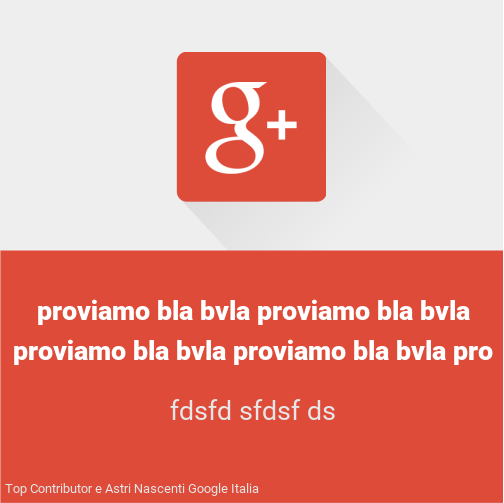 g+
proviamo bla bvla proviamo bla bvla
proviamo bla bvla proviamo bla bvla pro
fdsfd sfdsf ds
Top Contributor e Astri Nascenti Google Italia